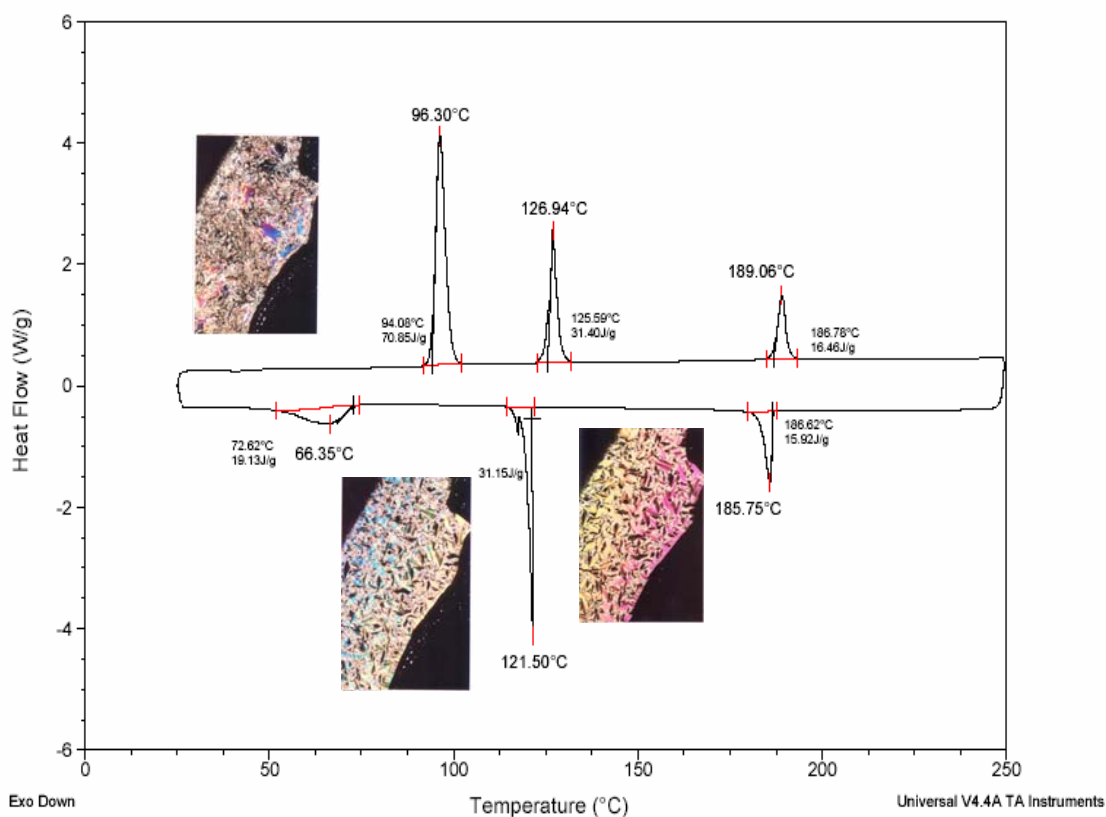 6
4
2
0
-2
-4
-6
Heat Flow (W/g)
96.30°C
126.94°C
189.06°C
94.08°C
70.85J/g
125.59°C
31.40J/g
186.78°C
16.46J/g
72.62°C
19.13J/g
66.35°C
31.15J/g
186.62°C
15.92J/g
185.75°C
121.50°C
0
50
100
150
200
250
Exo Down
Temperature (°C)
Universal V4.4A TA Instruments